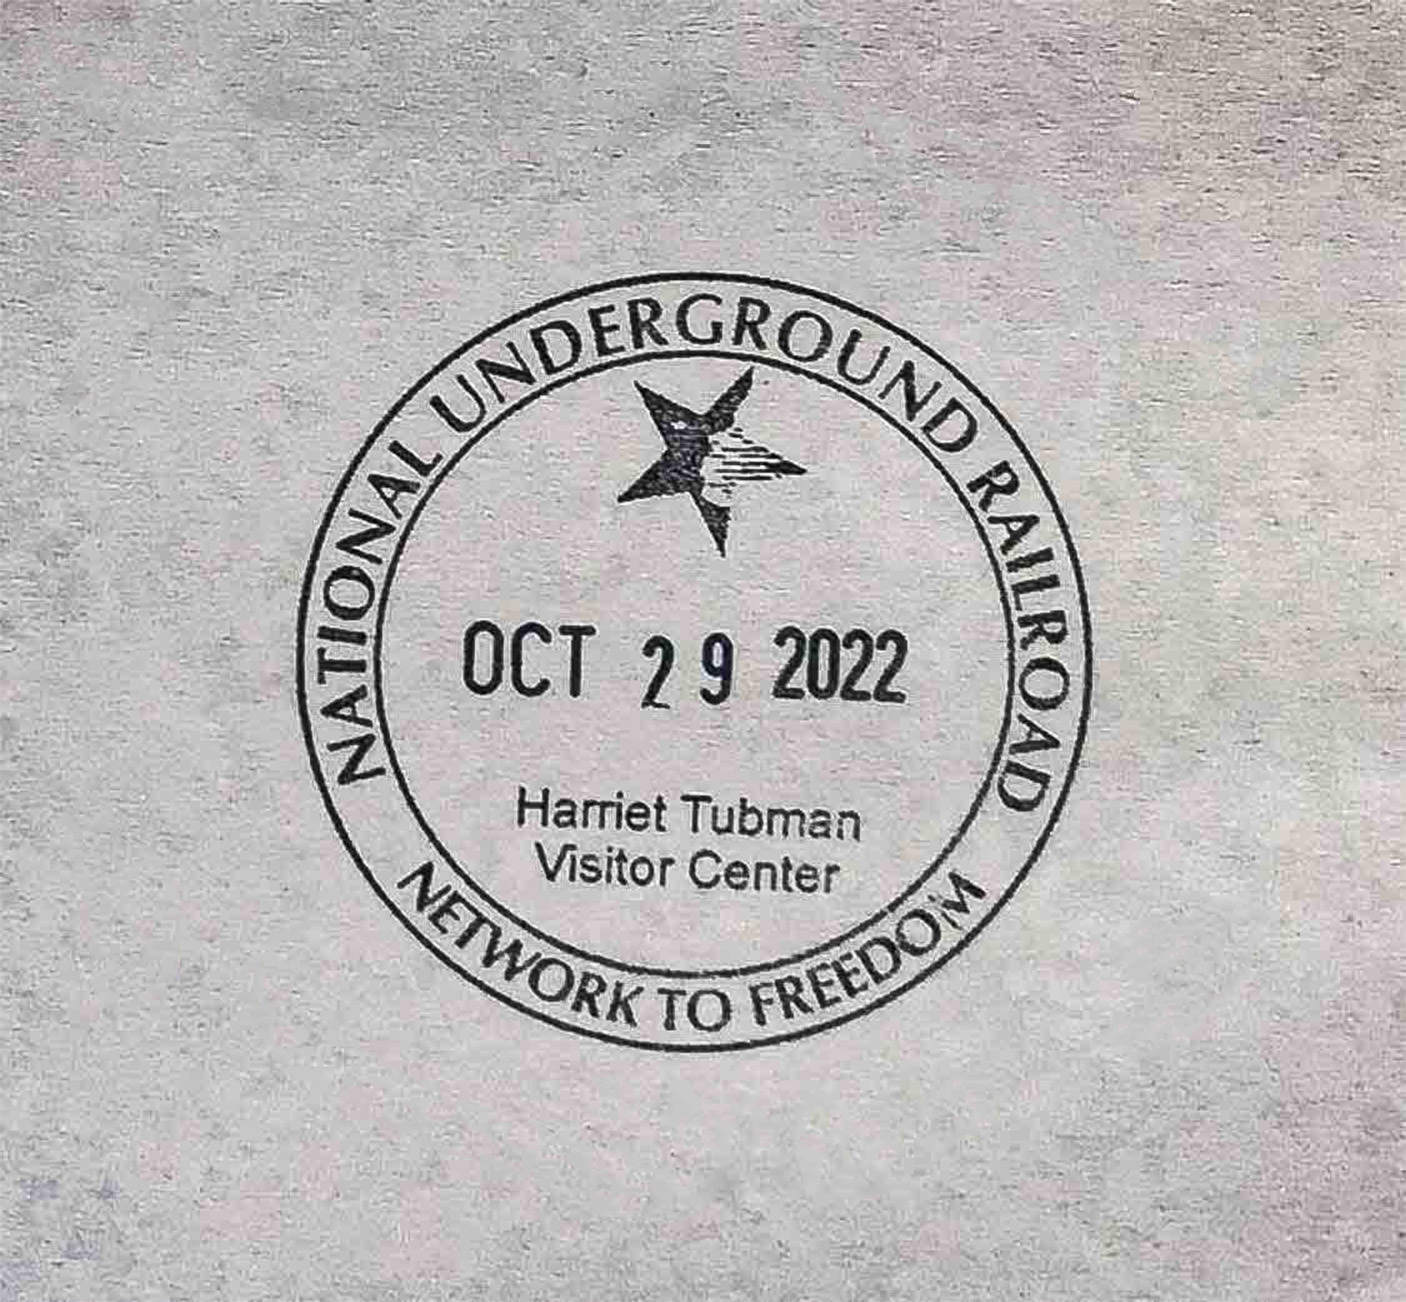 NATIONAL UNDERGROUND RAILROAD
OCT 29 2022
Harriet Tubman
Visitor Center
NETWORK TO FREEDOM